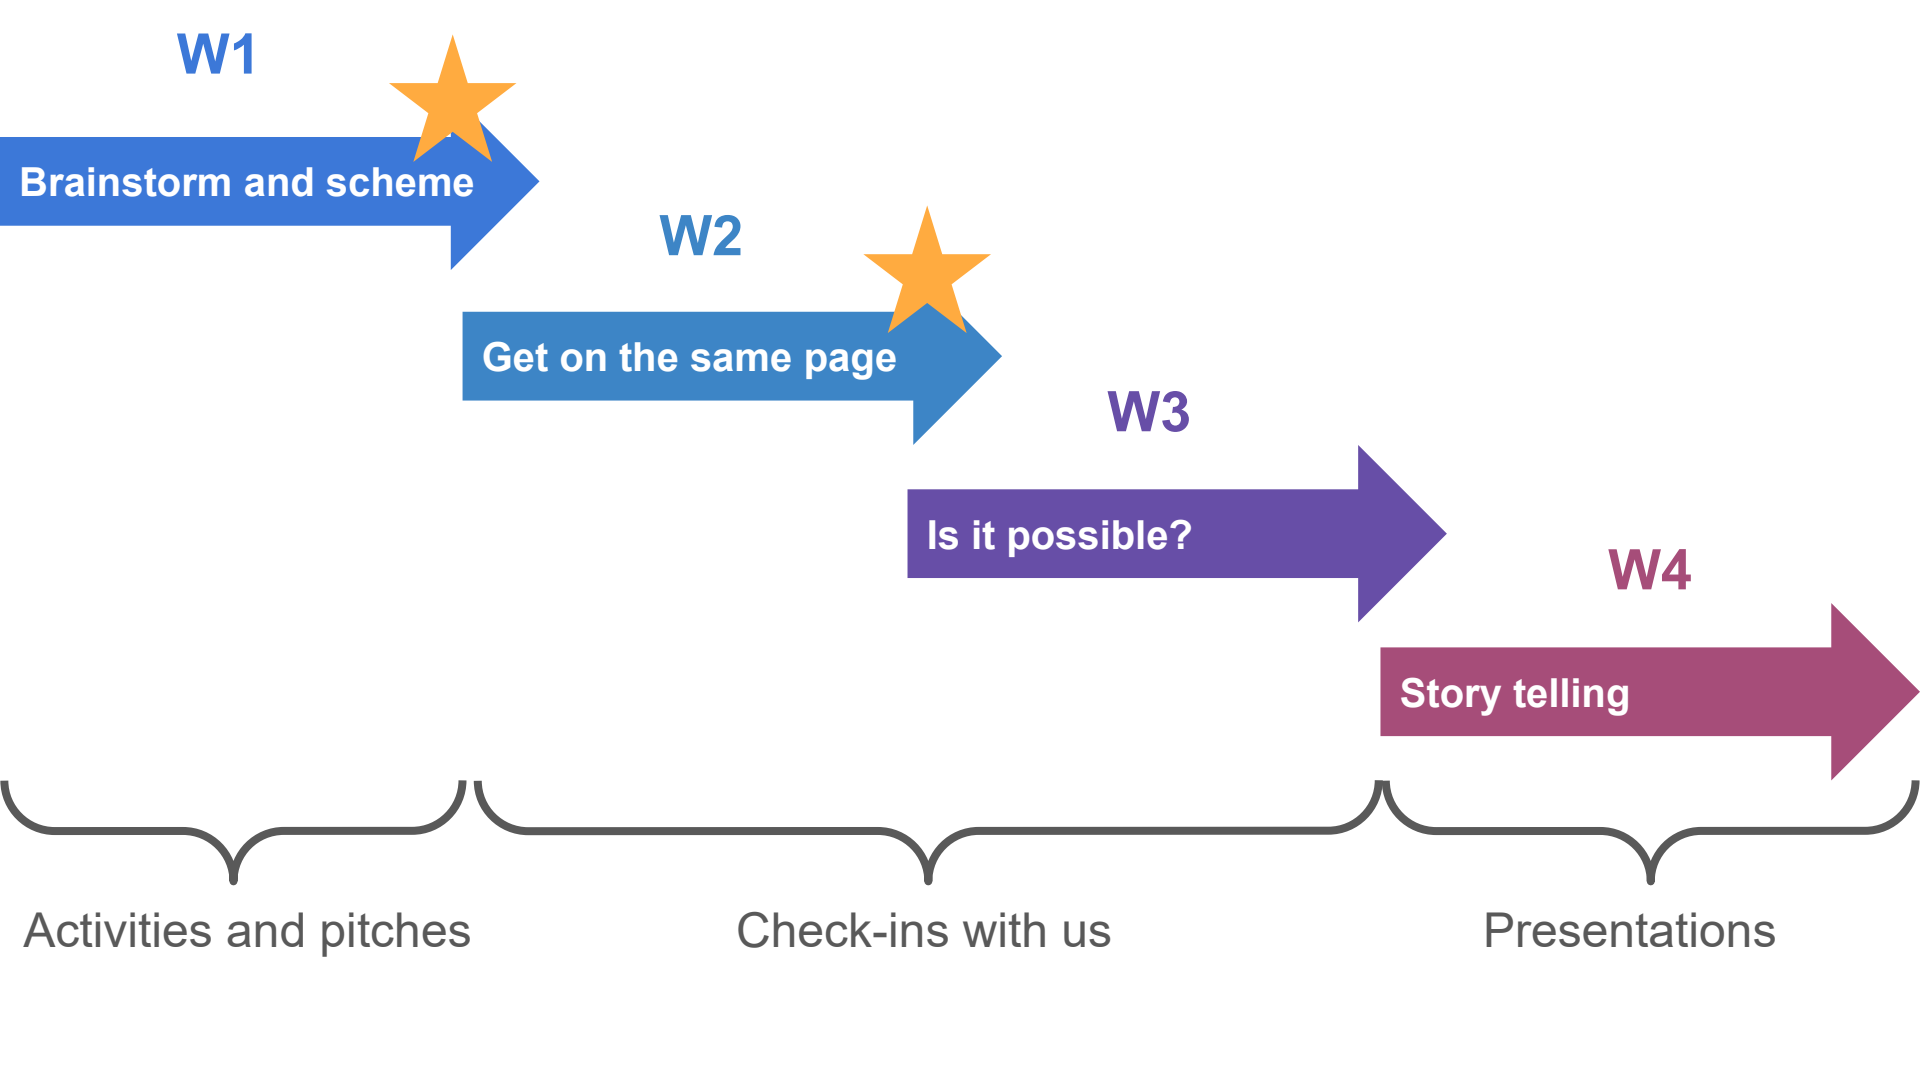 W1
Brainstorm and scheme
W2
Get on the same page
W3
Is it possible?
W4
Story telling
Activities and pitches
Check-ins with us
Presentations